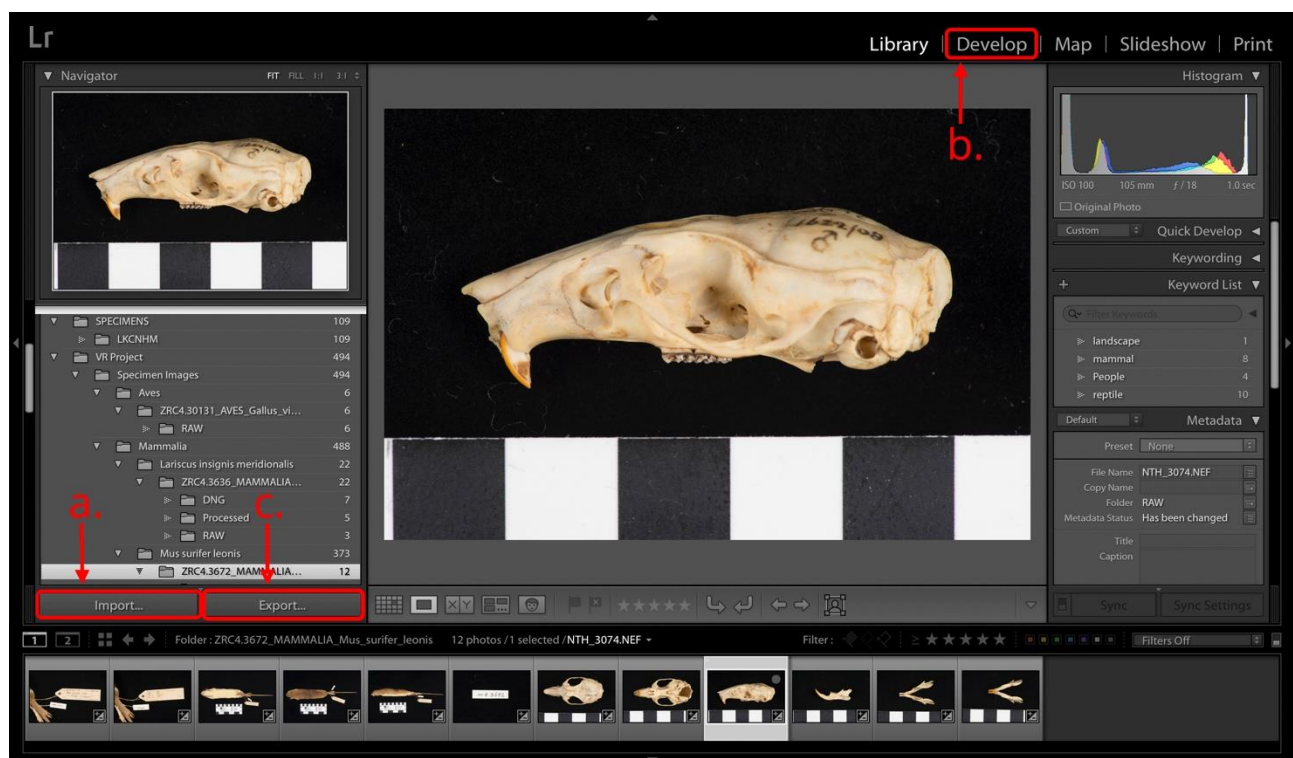 Lr
Library | Develop | Map | Slideshow | Print
Navigator FIT FILL 1:1 3:1
b.
SPECIMENS 109
LKCNHM 109
VR Project 494
Specimen Images 494
Aves 6
ZRC4.30131_AVES_Gallus_vi... 6
RAW 6
Mammalia 488
Lariscus insignis meridionalis 22
ZRC4.3636_MAMMALIA... 22
DNG 7
Processed 5
RAW 3
Mus surifer leonis 373
ZRC4.3672_MAMMALIA... 12
a.
c.
Import...
Export...
Histogram
ISO 100 105 mm ƒ / 18 1.0 sec
Original Photo
Custom Quick Develop
Keywording
+ Keyword List
Filter Keywords
landscape 1
mammal 8
People 4
reptile 10
Default Metadata
Preset None
File Name NTH_3074.NEF
Copy Name
Folder RAW
Metadata Status Has been changed
Title
Caption
Sync Sync Settings
XY
1 2 Folder : ZRC4.3672_MAMMALIA_Mus_surifer_leonis 12 photos / 1 selected / NTH_3074.NEF Filter : ≥ ★ ★ ★ ★ ★ Filters Off